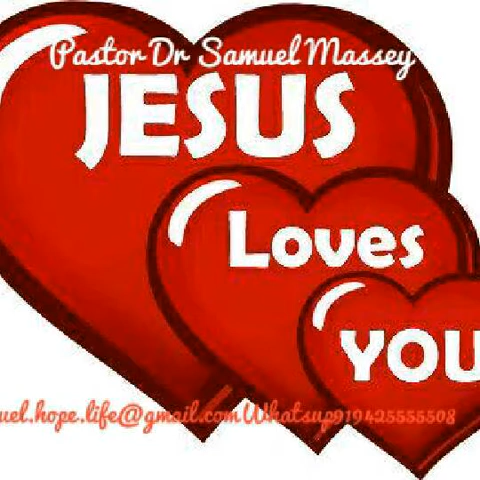 Pastor Dr Samuel Massey
JESUS
Loves
YOU
uel.hope.life@gmail.com Whatsup919425555508